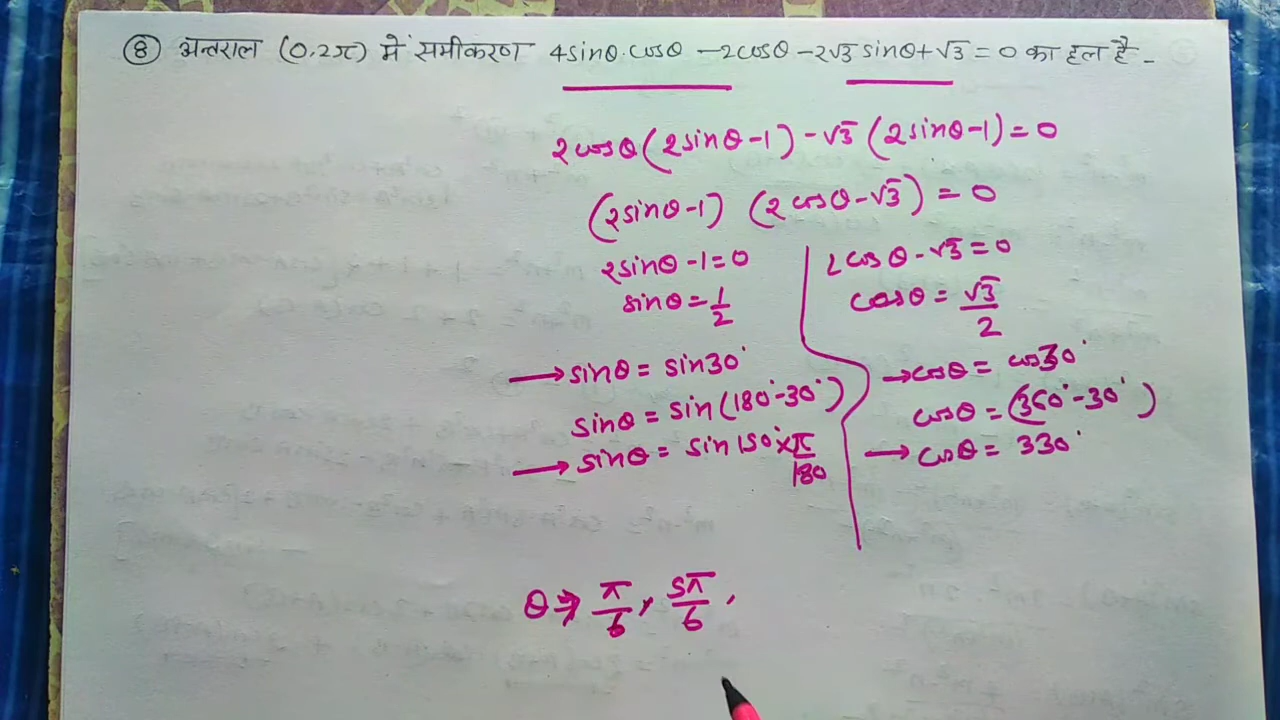 ⑧ अन्तराल (0,2π) में समीकरण 4sinθ·cosθ -2cosθ -2√3 sinθ+√3 = 0 का हल है -
2cosθ(2sinθ-1) - √3 (2sinθ-1) = 0
(2sinθ-1) (2cosθ-√3) = 0
2sinθ-1=0 2cosθ-√3=0
sinθ=1/2 cosθ = √3/2
→ sinθ = sin30° → cosθ = cos30°
sinθ = sin(180°-30°) cosθ = (360°-30°)
→ sinθ = sin150°×π/180 → cosθ = 330°
θ ⇒ π/6, 5π/6,